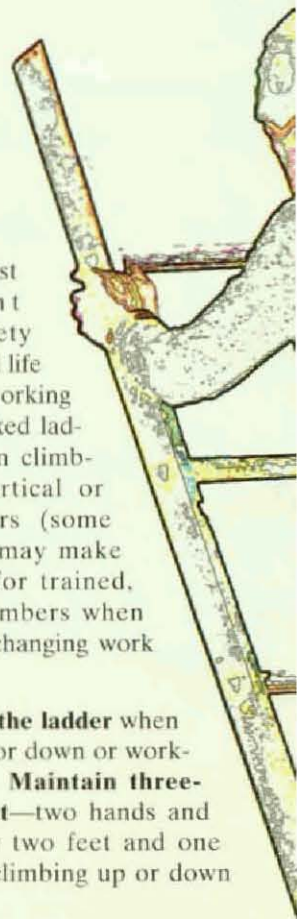 st
nt
ety
life
orking
ked lad-
n climb-
rtical or
rs (some
may make
for trained,
mbers when
changing work
the ladder when
or down or work-
Maintain three-
t—two hands and
two feet and one
climbing up or down